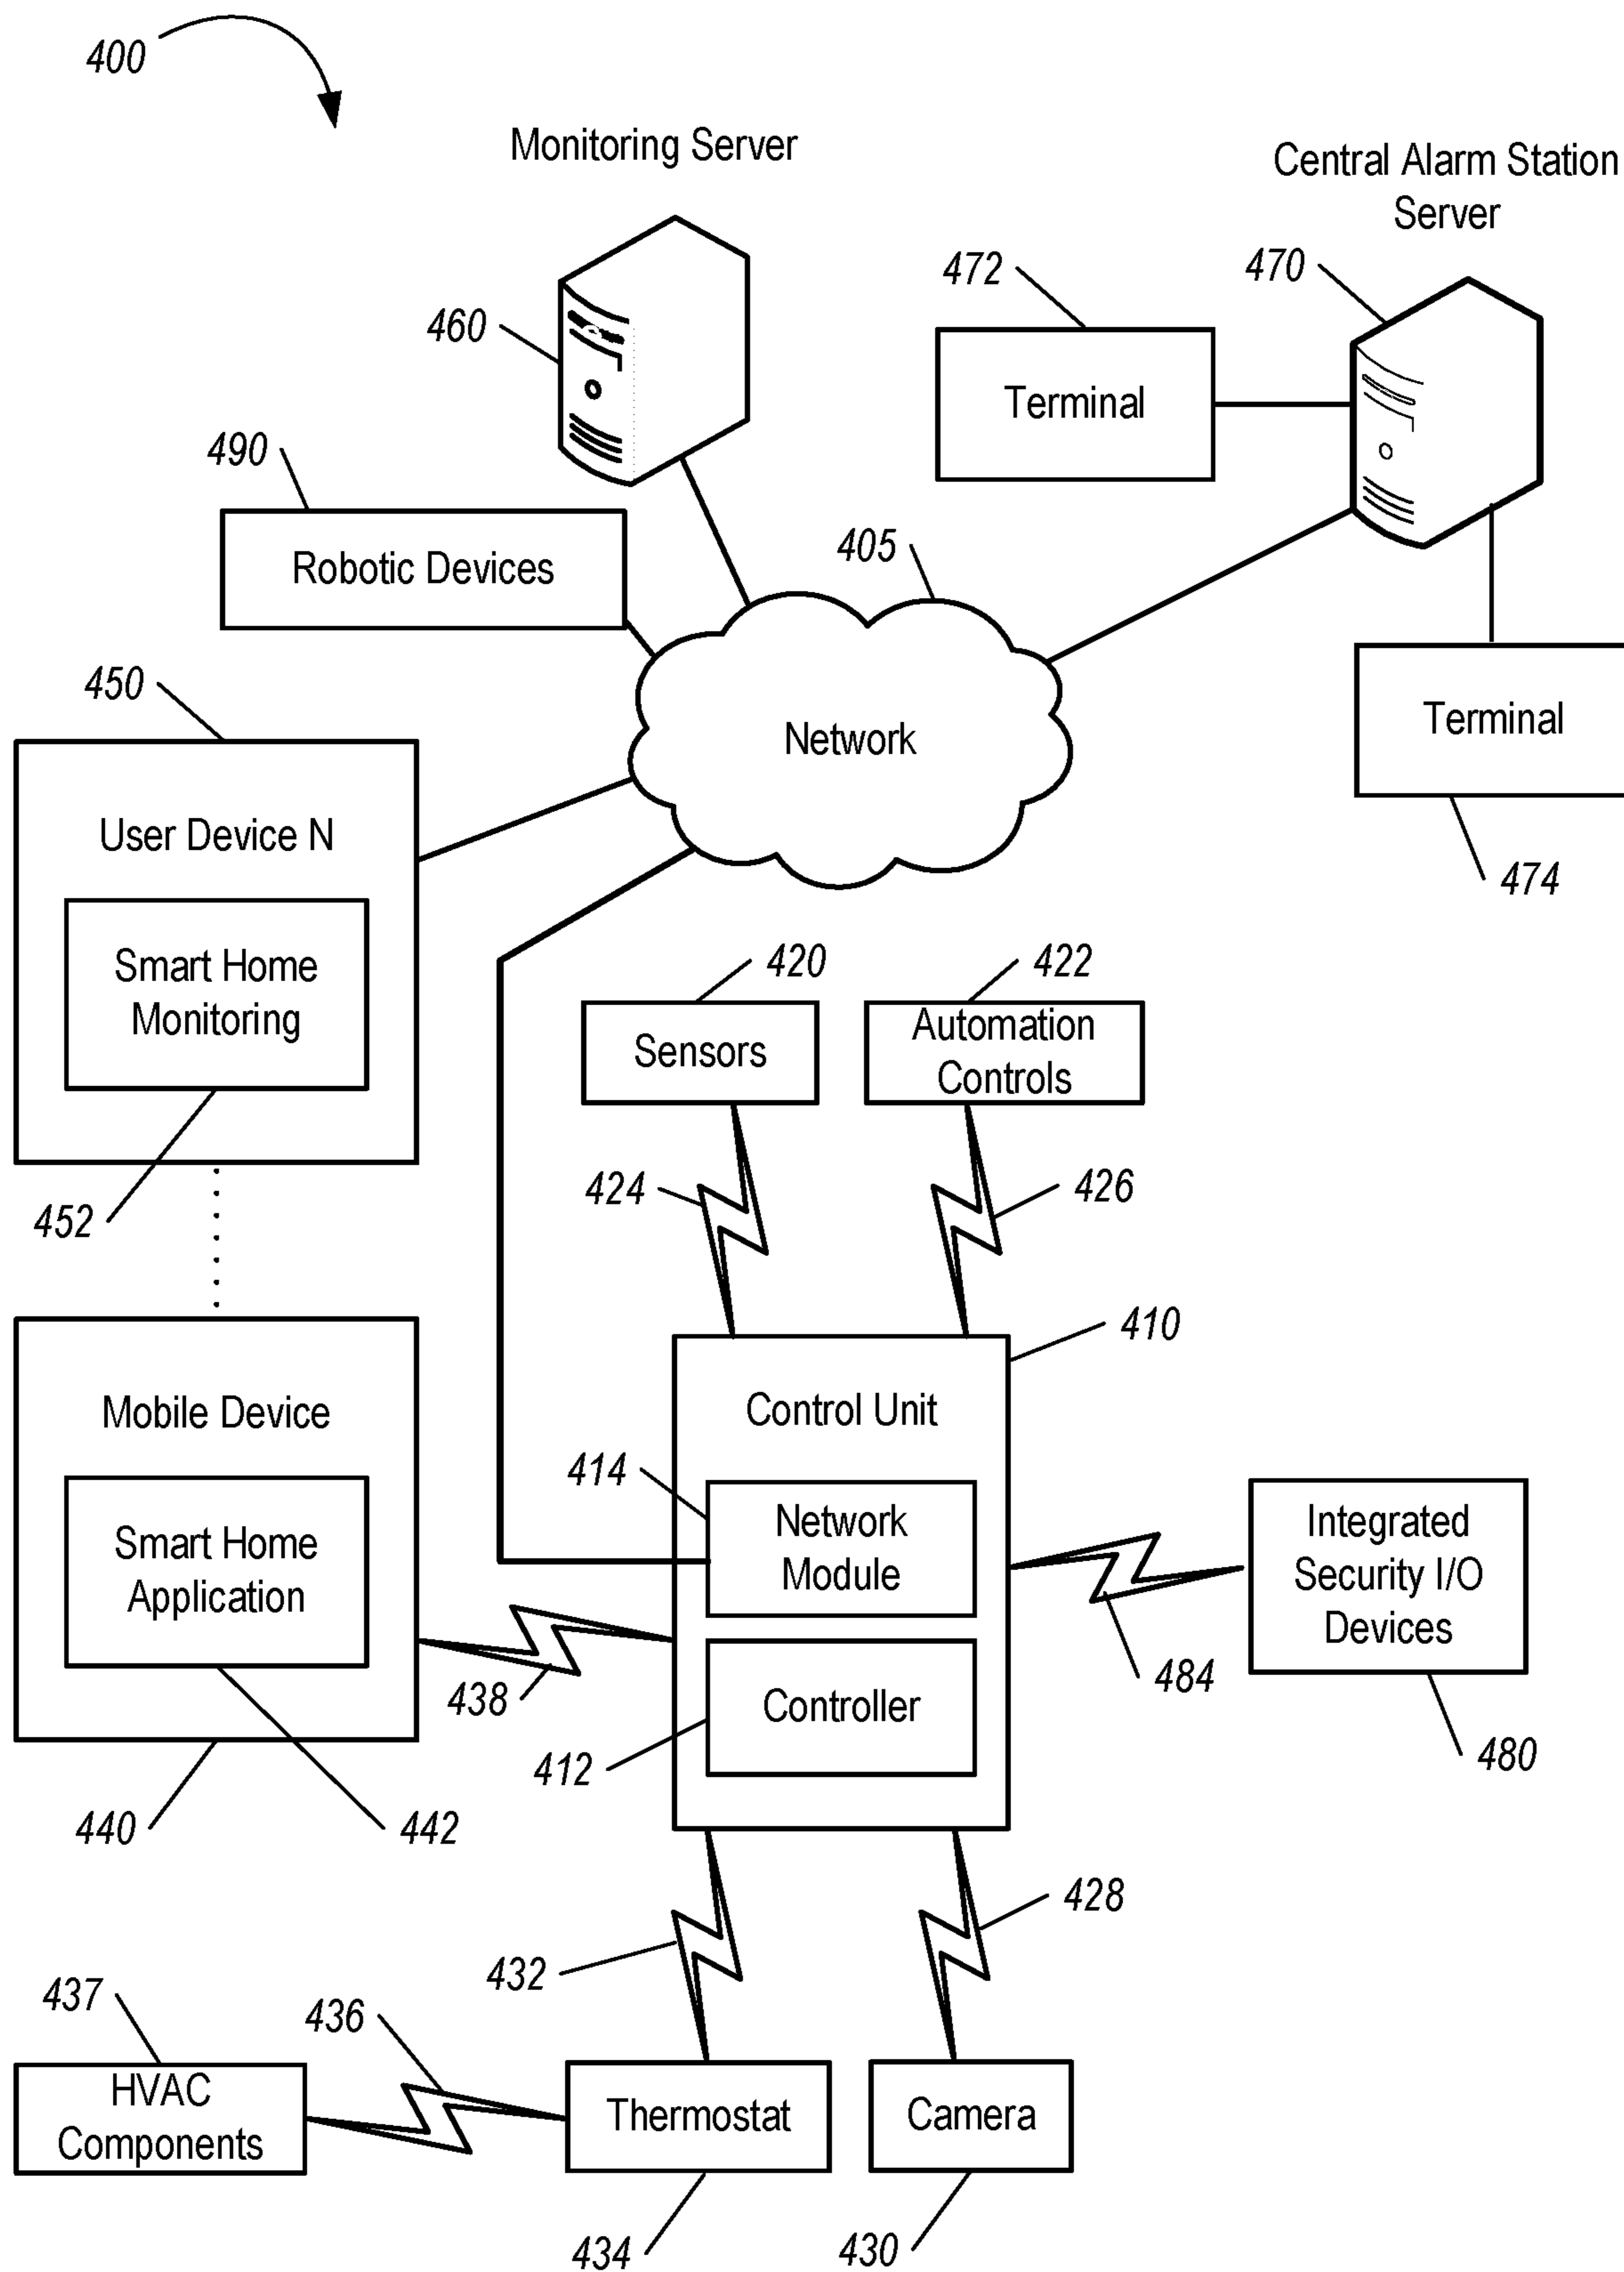 400
Monitoring Server
Central Alarm Station
Server
472
470
460
Terminal
490
405
Robotic Devices
450
Network
Terminal
User Device N
474
Smart Home
Monitoring
420
422
Sensors
Automation
Controls
424
426
452
410
Mobile Device
Control Unit
414
Network
Module
Integrated
Security I/O
Devices
Smart Home
Application
438
484
Controller
412
480
440
442
428
432
437
436
HVAC
Components
Thermostat
Camera
434
430